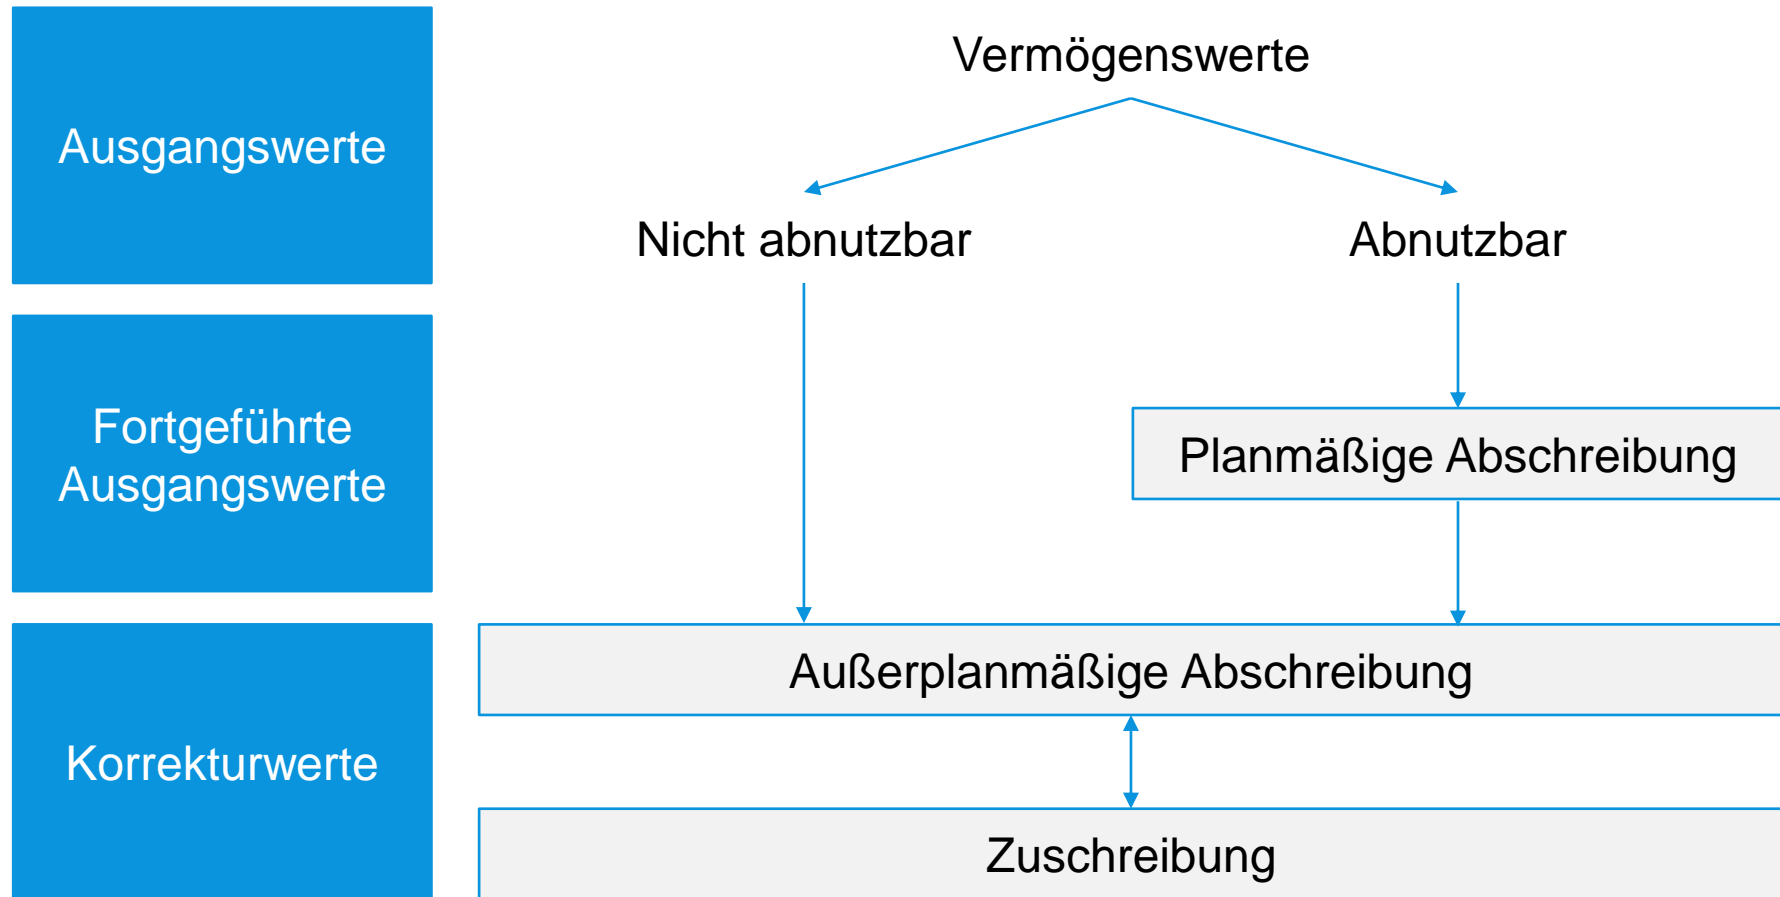 Vermögenswerte
Ausgangswerte
Nicht abnutzbar
Abnutzbar
Fortgeführte
Ausgangswerte
Planmäßige Abschreibung
Außerplanmäßige Abschreibung
Korrekturwerte
Zuschreibung